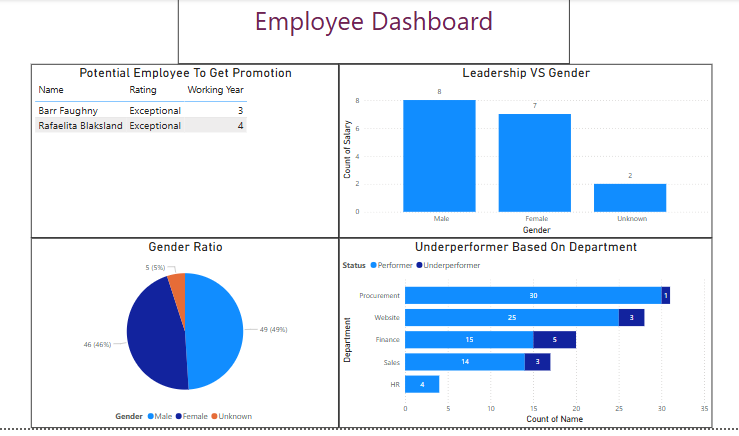 Employee Dashboard
Potential Employee To Get Promotion
Name Rating Working Year
Barr Faughny Exceptional 3
Rafaelita Blaksland Exceptional 4
Leadership VS Gender
Count of Salary
8
6
4
2
0
8
7
2
Male Female Unknown
Gender
Gender Ratio
5 (5%)
49 (49%)
46 (46%)
Gender Male Female Unknown
Underperformer Based On Department
Status Performer Underperformer
Department
Procurement 30 1
Website 25 3
Finance 15 5
Sales 14 3
HR 4
0 5 10 15 20 25 30 35
Count of Name